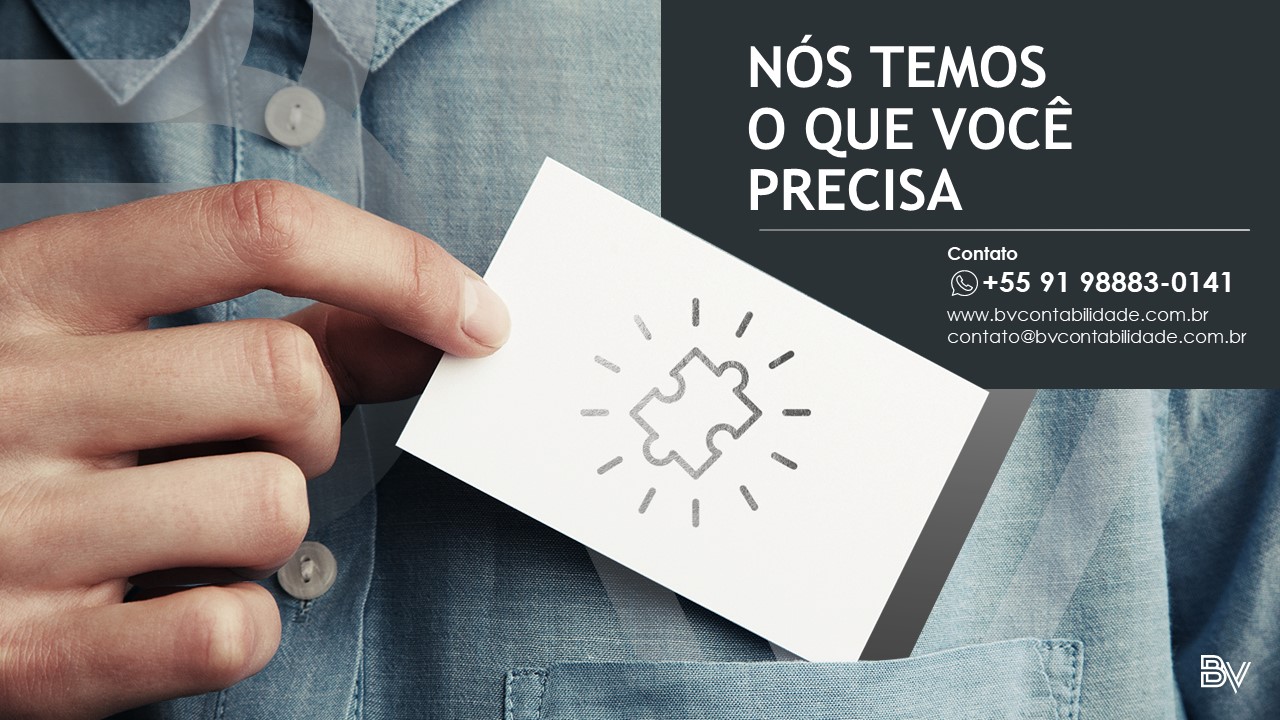 NÓS TEMOS
O QUE VOCÊ
PRECISA
Contato
+55 91 98883-0141
www.bvcontabilidade.com.br
contato@bvcontabilidade.com.br
BV